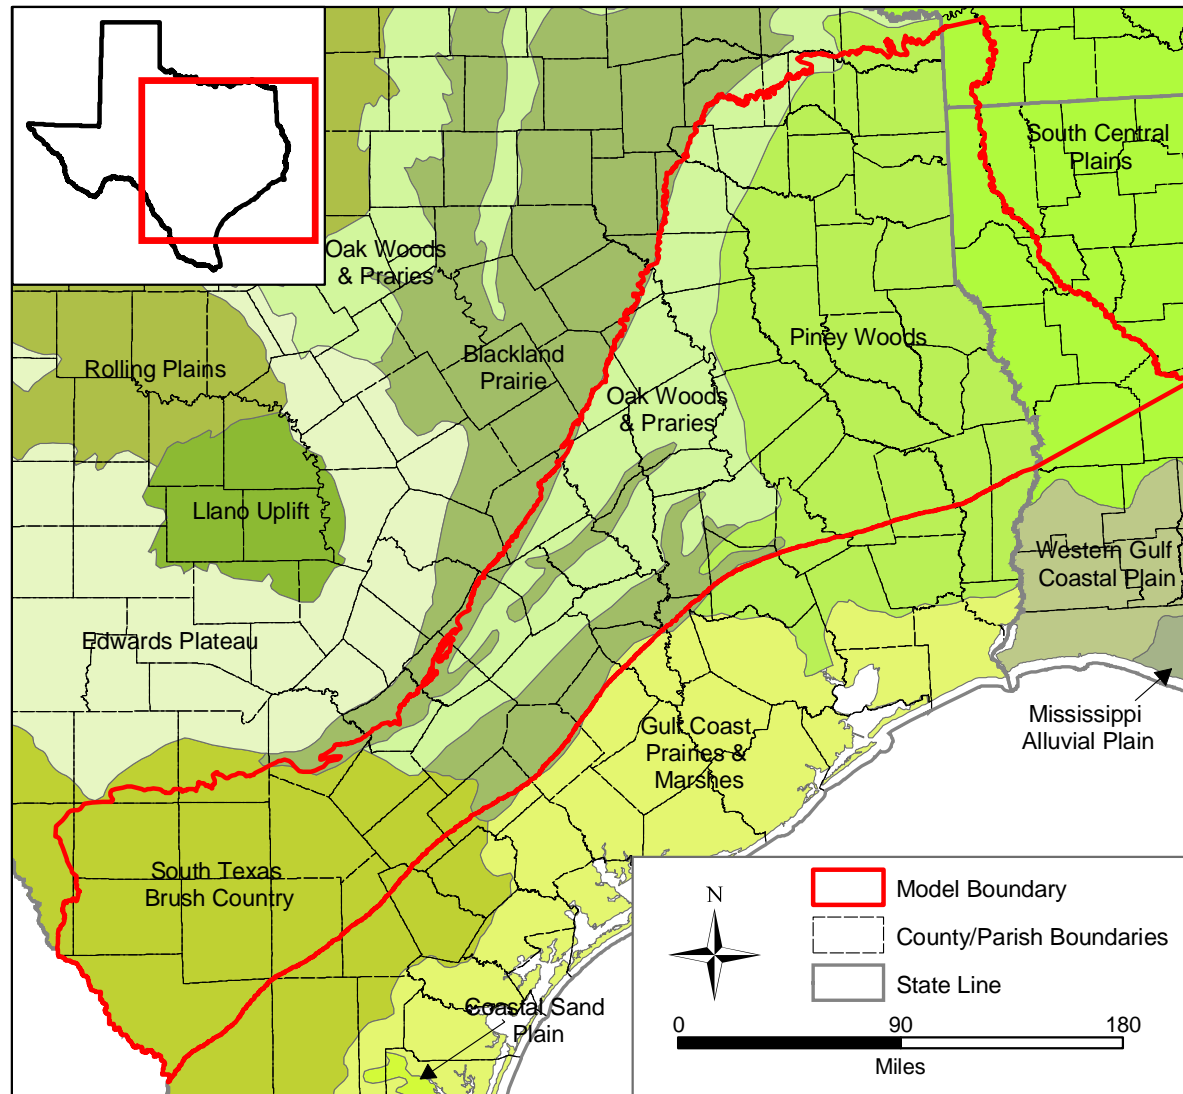 South Central
Plains
Oak Woods
& Praries
Piney Woods
Blackland
Prairie
Rolling Plains
Oak Woods
& Praries
Llano Uplift
Western Gulf
Coastal Plain
Edwards Plateau
Mississippi
Alluvial Plain
Gulf Coast
Prairies &
Marshes
South Texas
Brush Country
Coastal Sand
Plain
N
Model Boundary
County/Parish Boundaries
State Line
0
90
180
Miles